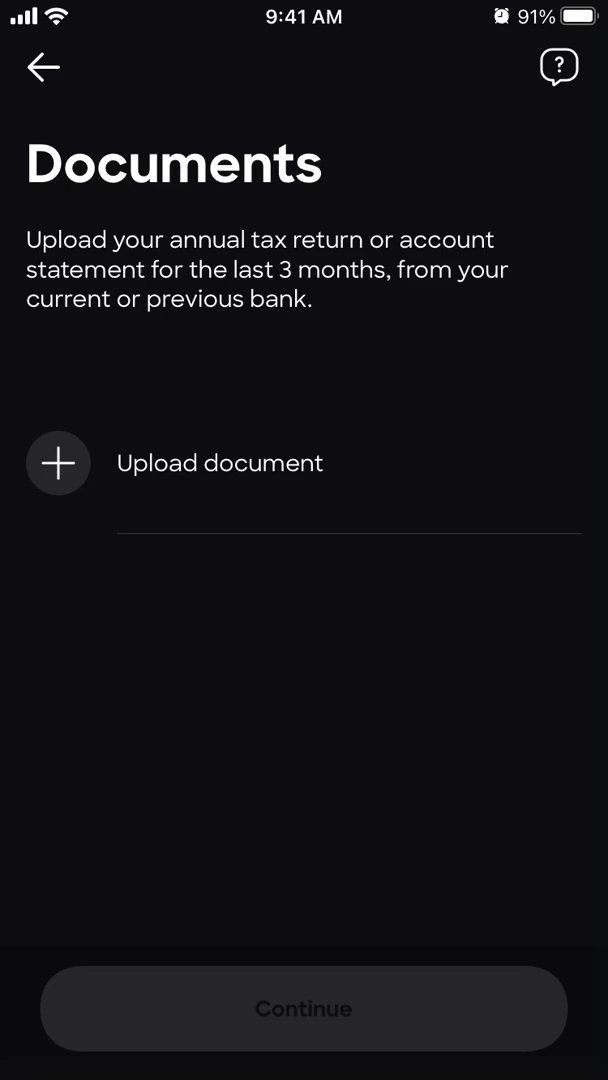 9:41 AM
91%
?
Documents
Upload your annual tax return or account
statement for the last 3 months, from your
current or previous bank.
Upload document
Continue